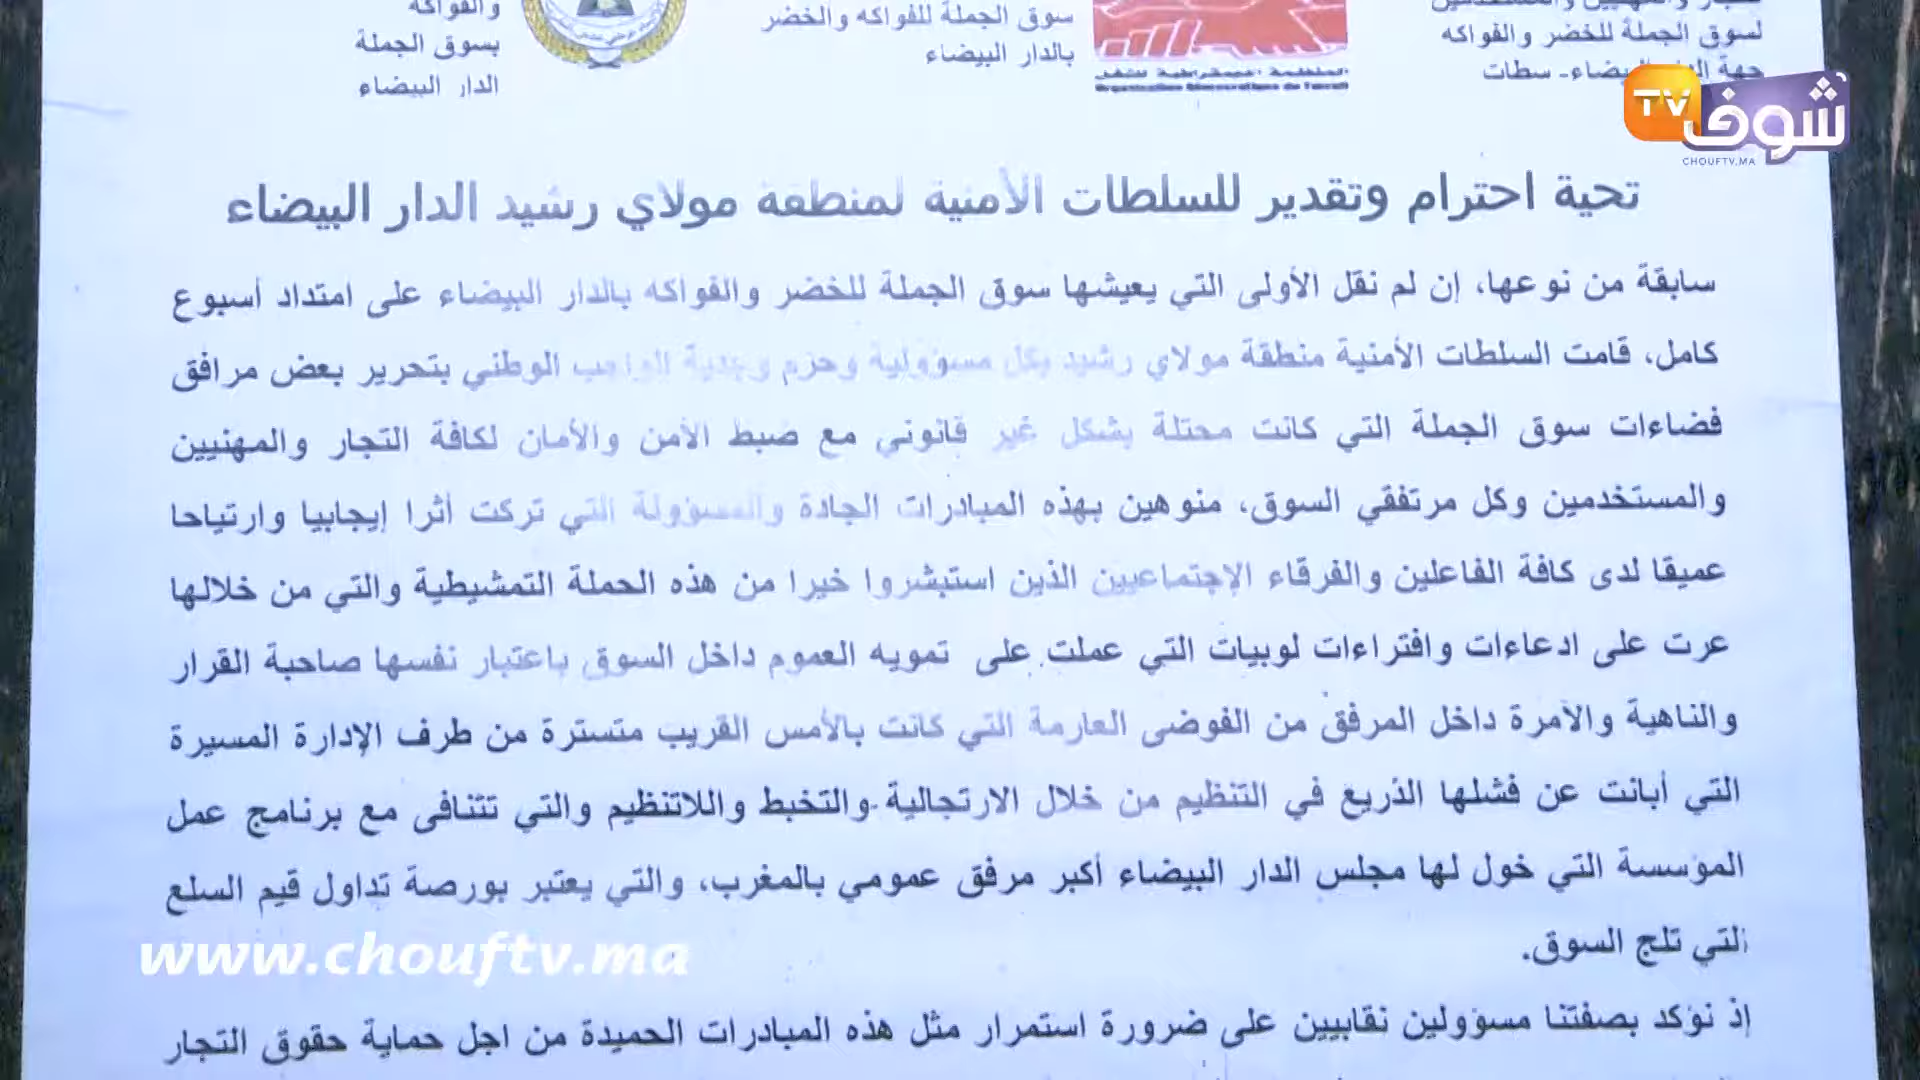 والفواكه
بسوق الجملة
الدار البيضاء
سوق الجملة للفواكه والخضر
بالدار البيضاء
لسوق الجملة للخضر والفواكه
جهة الدار البيضاء- سطات
TV شوف
CHOUFTV.MA
تحية احترام وتقدير للسلطات الأمنية لمنطقة مولاي رشيد الدار البيضاء
سابقة من نوعها، إن لم نقل الأولى التي يعيشها سوق الجملة للخضر والفواكه بالدار البيضاء على امتداد أسبوع
كامل، قامت السلطات الأمنية منطقة مولاي رشيد بكل مسؤولية وحزم وجدية الواجب الوطني بتحرير بعض مرافق
فضاءات سوق الجملة التي كانت محتلة بشكل غير قانوني مع ضبط الأمن والأمان لكافة التجار والمهنيين
والمستخدمين وكل مرتفقي السوق، منوهين بهذه المبادرات الجادة والمسؤولة التي تركت أثرا إيجابيا وارتياحا
عميقا لدى كافة الفاعلين والفرقاء الإجتماعيين الذين استبشروا خيرا من هذه الحملة التمشيطية والتي من خلالها
عرت على ادعاءات وافتراءات لوبيات التي عملت على تمويه العموم داخل السوق باعتبار نفسها صاحبة القرار
والناهية والآمرة داخل المرفق من الفوضى العارمة التي كانت بالأمس القريب متسترة من طرف الإدارة المسيرة
التي أبانت عن فشلها الذريع في التنظيم من خلال الارتجالية والتخبط واللاتنظيم والتي تتنافى مع برنامج عمل
المؤسسة التي خول لها مجلس الدار البيضاء أكبر مرفق عمومي بالمغرب، والتي يعتبر بورصة تداول قيم السلع
التي تلج السوق.
www.chouftv.ma
إذ نؤكد بصفتنا مسؤولين نقابيين على ضرورة استمرار مثل هذه المبادرات الحميدة من اجل حماية حقوق التجار